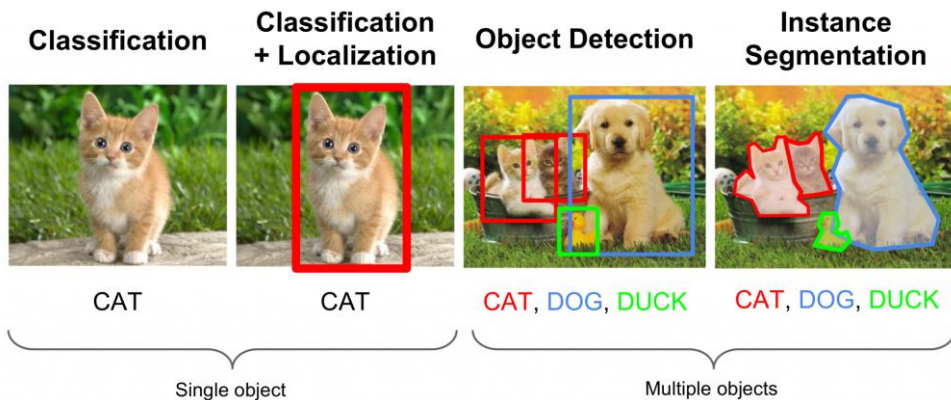 Classification
Classification
+ Localization
Object Detection
Instance
Segmentation
CAT
CAT
CAT, DOG, DUCK
CAT, DOG, DUCK
Single object
Multiple objects